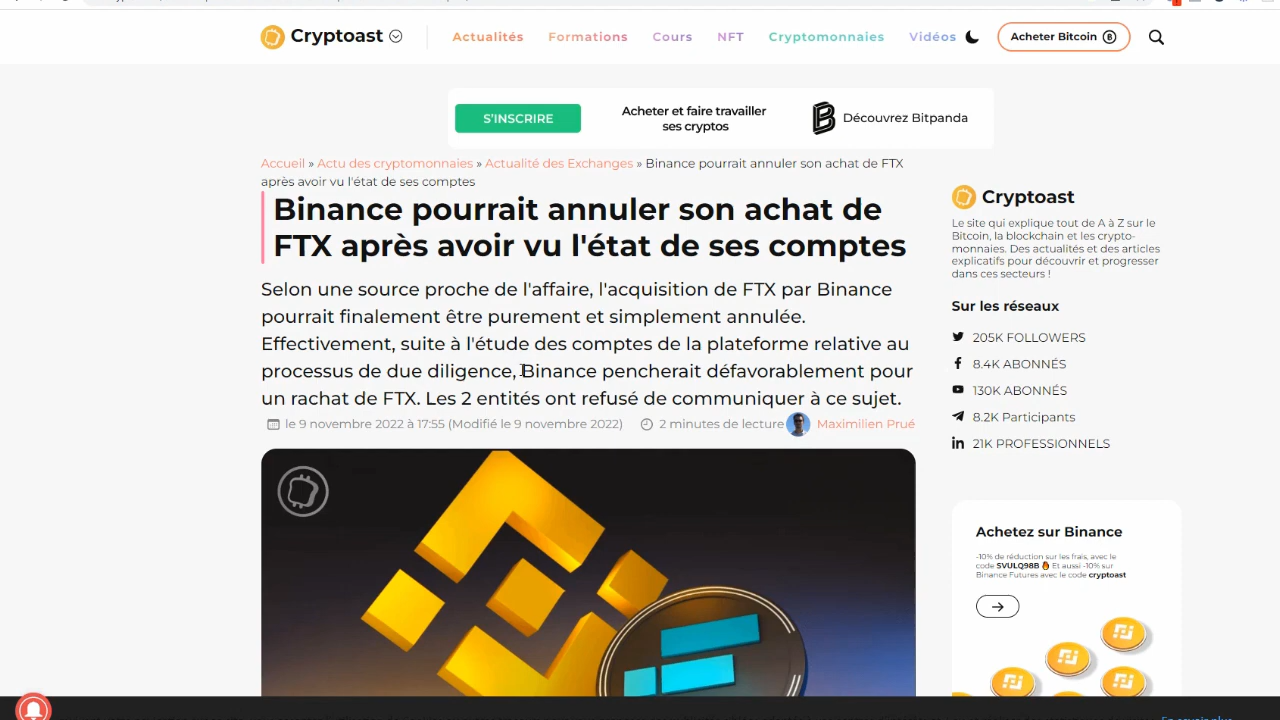 Cryptoast
Actualités Formations Cours NFT Cryptomonnaies Vidéos Acheter Bitcoin
S'INSCRIRE
Acheter et faire travailler
ses cryptos
Découvrez Bitpanda
Accueil » Actu des cryptomonnaies » Actualité des Exchanges » Binance pourrait annuler son achat de FTX
après avoir vu l'état de ses comptes
Binance pourrait annuler son achat de
FTX après avoir vu l'état de ses comptes
Selon une source proche de l'affaire, l'acquisition de FTX par Binance
pourrait finalement être purement et simplement annulée.
Effectivement, suite à l'étude des comptes de la plateforme relative au
processus de due diligence, Binance pencherait défavorablement pour
un rachat de FTX. Les 2 entités ont refusé de communiquer à ce sujet.
le 9 novembre 2022 à 17:55 (Modifié le 9 novembre 2022) 2 minutes de lecture Maximilien Prué
Cryptoast
Le site qui explique tout de A à Z sur le
Bitcoin, la blockchain et les crypto-
monnaies. Des actualités et des articles
explicatifs pour découvrir et progresser
dans ces secteurs !
Sur les réseaux
205K FOLLOWERS
8.4K ABONNÉS
130K ABONNÉS
8.2K Participants
21K PROFESSIONNELS
Achetez sur Binance
-10% de réduction sur les frais, avec le
code SVULQ98B 🔥 Et aussi -10% sur
Binance Futures avec le code cryptoast